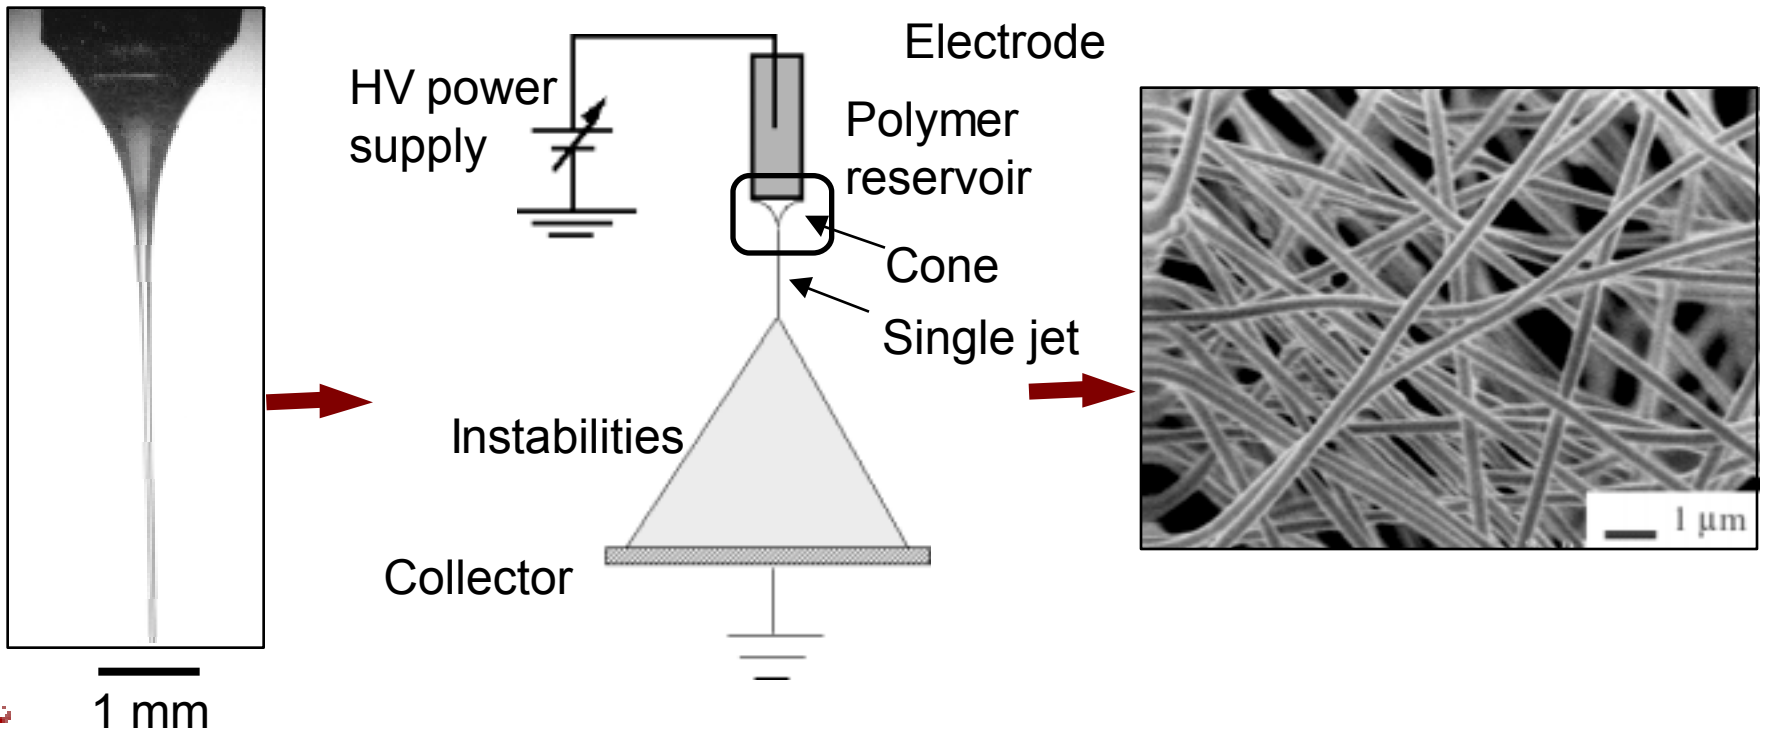 Electrode
HV power
supply
Polymer
reservoir
Cone
Single jet
Instabilities
Collector
1 µm
1 mm